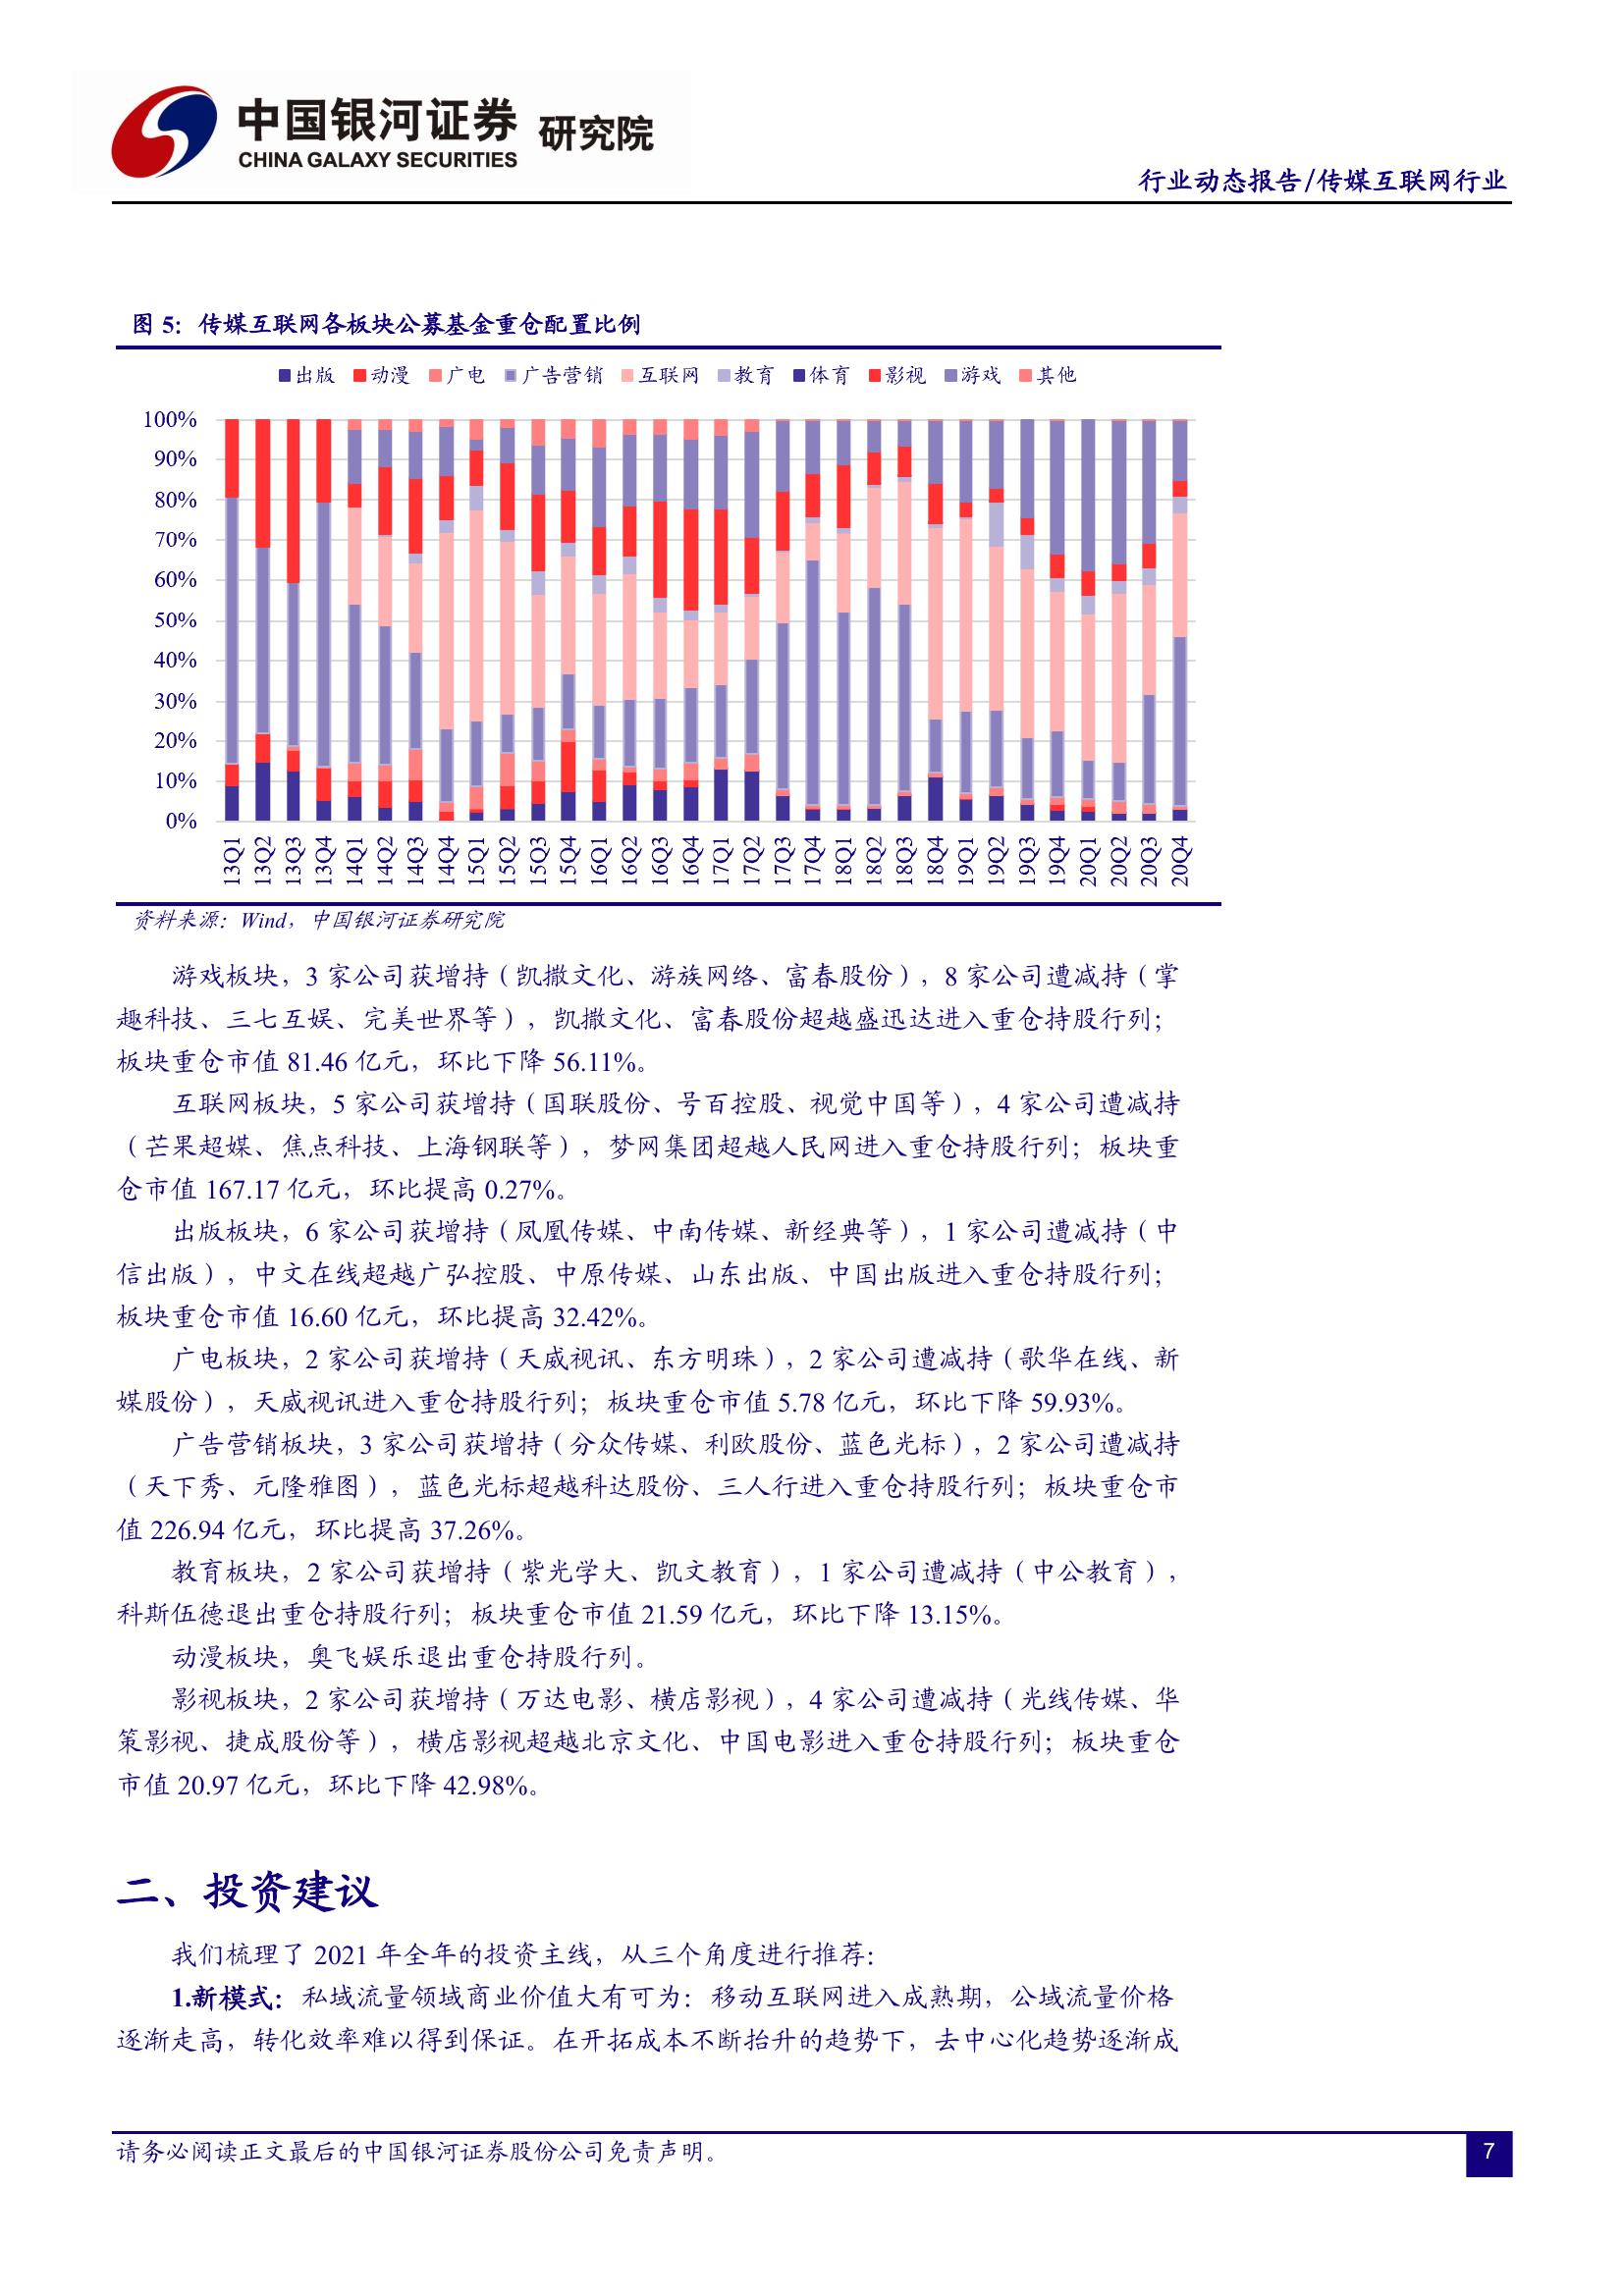 中国银河证券 研究院
CHINA GALAXY SECURITIES
行业动态报告/传媒互联网行业
图 5：传媒互联网各板块公募基金重仓配置比例
出版 动漫 广电 广告营销 互联网 教育 体育 影视 游戏 其他
100%
90%
80%
70%
60%
50%
40%
30%
20%
10%
0%
13Q1 13Q2 13Q3 13Q4 14Q1 14Q2 14Q3 14Q4 15Q1 15Q2 15Q3 15Q4 16Q1 16Q2 16Q3 16Q4 17Q1 17Q2 17Q3 17Q4 18Q1 18Q2 18Q3 18Q4 19Q1 19Q2 19Q3 19Q4 20Q1 20Q2 20Q3 20Q4
资料来源：Wind，中国银河证券研究院
游戏板块，3 家公司获增持（凯撒文化、游族网络、富春股份），8 家公司遭减持（掌
趣科技、三七互娱、完美世界等），凯撒文化、富春股份超越盛迅达进入重仓持股行列；
板块重仓市值 81.46 亿元，环比下降 56.11%。
互联网板块，5 家公司获增持（国联股份、号百控股、视觉中国等），4 家公司遭减持
（芒果超媒、焦点科技、上海钢联等），梦网集团超越人民网进入重仓持股行列；板块重
仓市值 167.17 亿元，环比提高 0.27%。
出版板块，6 家公司获增持（凤凰传媒、中南传媒、新经典等），1 家公司遭减持（中
信出版），中文在线超越广弘控股、中原传媒、山东出版、中国出版进入重仓持股行列；
板块重仓市值 16.60 亿元，环比提高 32.42%。
广电板块，2 家公司获增持（天威视讯、东方明珠），2 家公司遭减持（歌华在线、新
媒股份），天威视讯进入重仓持股行列；板块重仓市值 5.78 亿元，环比下降 59.93%。
广告营销板块，3 家公司获增持（分众传媒、利欧股份、蓝色光标），2 家公司遭减持
（天下秀、元隆雅图），蓝色光标超越科达股份、三人行进入重仓持股行列；板块重仓市
值 226.94 亿元，环比提高 37.26%。
教育板块，2 家公司获增持（紫光学大、凯文教育），1 家公司遭减持（中公教育），
科斯伍德退出重仓持股行列；板块重仓市值 21.59 亿元，环比下降 13.15%。
动漫板块，奥飞娱乐退出重仓持股行列。
影视板块，2 家公司获增持（万达电影、横店影视），4 家公司遭减持（光线传媒、华
策影视、捷成股份等），横店影视超越北京文化、中国电影进入重仓持股行列；板块重仓
市值 20.97 亿元，环比下降 42.98%。
二、投资建议
我们梳理了 2021 年全年的投资主线，从三个角度进行推荐：
1.新模式：私域流量领域商业价值大有可为：移动互联网进入成熟期，公域流量价格
逐渐走高，转化效率难以得到保证。在开拓成本不断抬升的趋势下，去中心化趋势逐渐成
请务必阅读正文最后的中国银河证券股份公司免责声明。
7